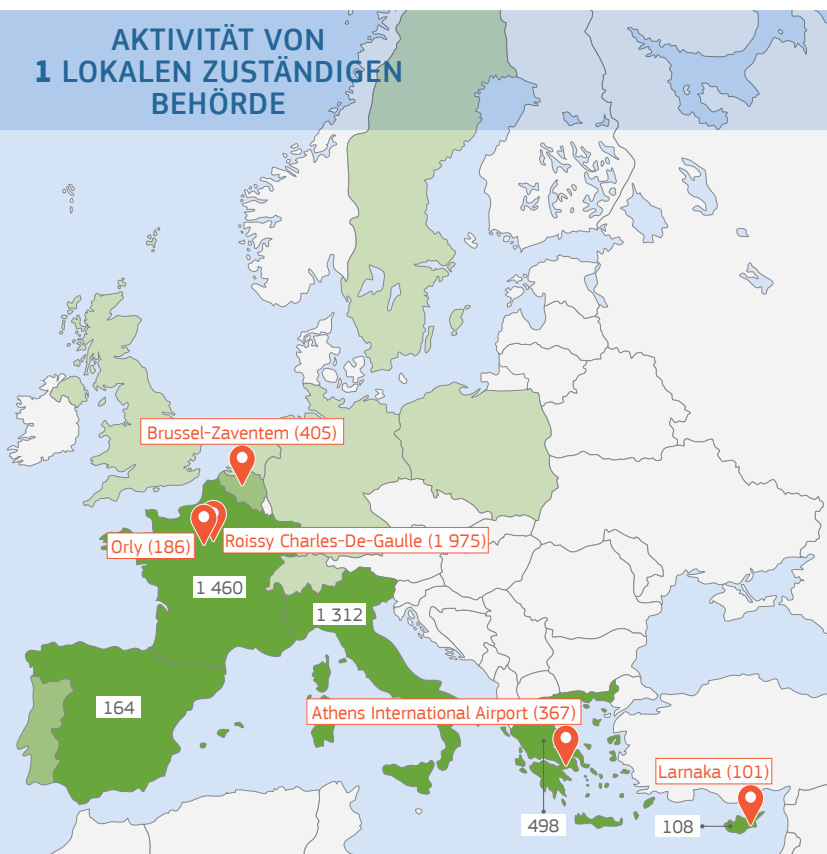 AKTIVITÄT VON
1 LOKALEN ZUSTÄNDIGEN
BEHÖRDE
Brussel-Zaventem (405)
Orly (186)
Roissy Charles-De-Gaulle (1 975)
1 460
1 312
164
Athens International Airport (367)
Larnaka (101)
498
108